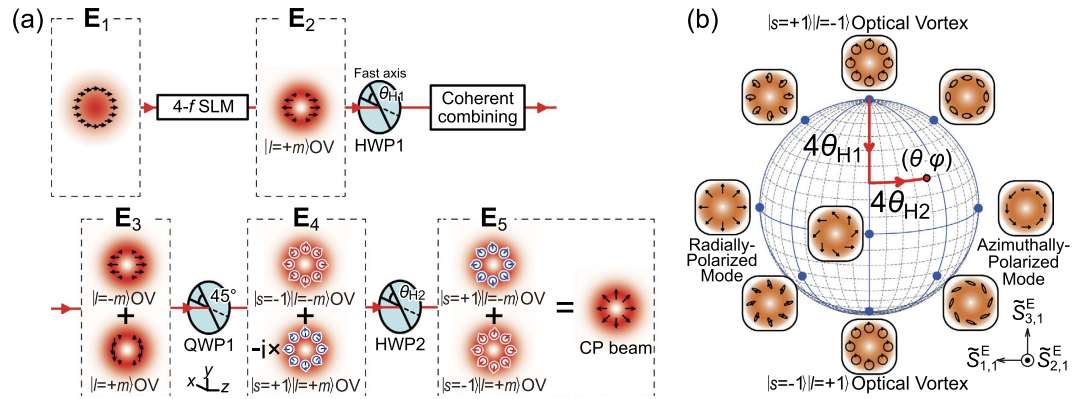 (a)
E₁
E₂
4-f SLM
|l=+m⟩OV
Fast axis
θH1
HWP1
Coherent
combining
E₃
E₄
E₅
|l=-m⟩OV
+
|l=+m⟩OV
45°
QWP1
x y z
|s=-1⟩|l=-m⟩OV
+
-i×
|s=+1⟩|l=+m⟩OV
θH2
HWP2
|s=+1⟩|l=-m⟩OV
+
|s=-1⟩|l=+m⟩OV
=
CP beam
(b)
|s=+1⟩|l=-1⟩ Optical Vortex
4θH1
(θ φ)
4θH2
Radially-
Polarized
Mode
Azimuthally-
Polarized
Mode
|s=-1⟩|l=+1⟩ Optical Vortex
S̃ᴱ₃,₁
S̃ᴱ₁,₁
S̃ᴱ₂,₁